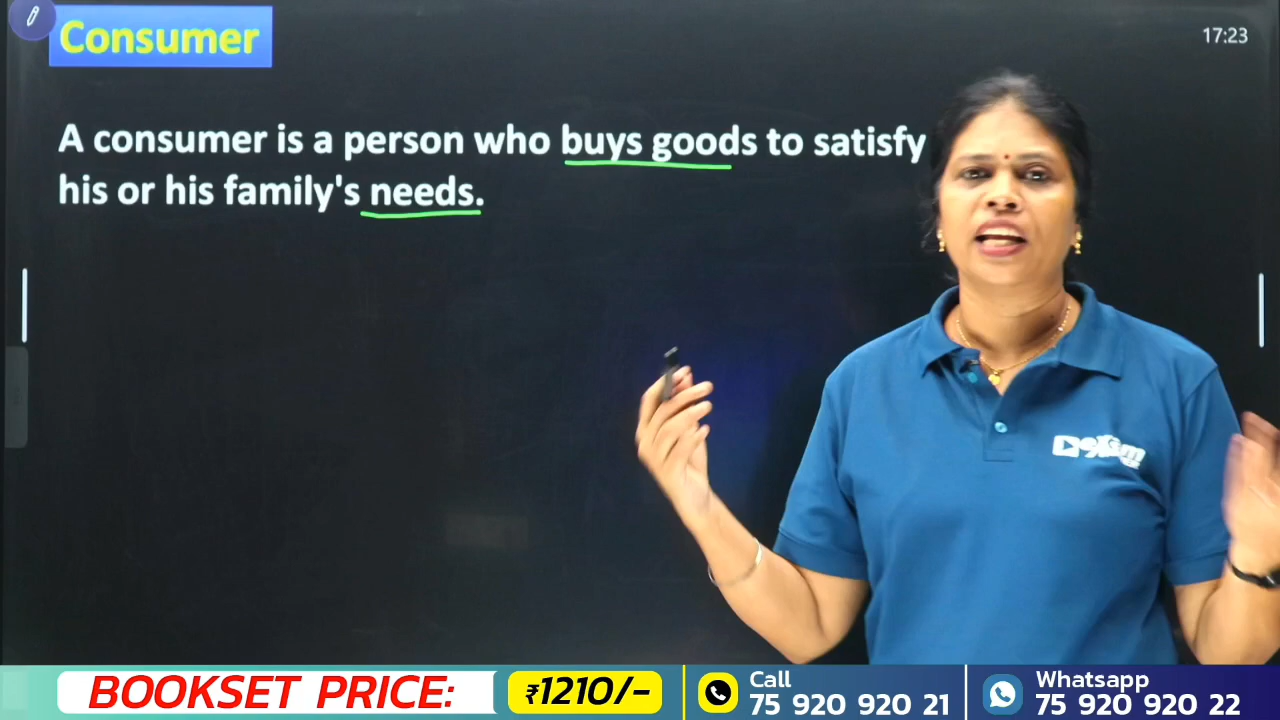 Consumer
17:23
A consumer is a person who buys goods to satisfy
his or his family's needs.
BOOKSET PRICE:
₹1210/-
Call
75 920 920 21
Whatsapp
75 920 920 22